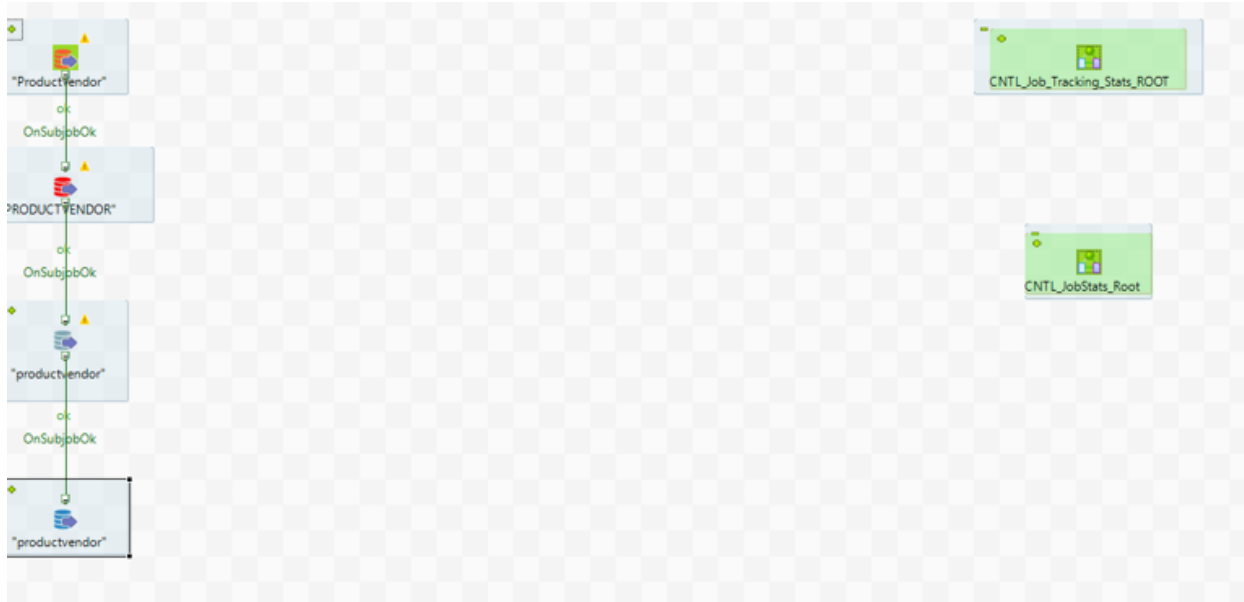 "Productvendor"
ok
OnSubjobOk
PRODUCTVENDOR"
ok
OnSubjobOk
"productvendor"
ok
OnSubjobOk
"productvendor"
CNTL_Job_Tracking_Stats_ROOT
CNTL_JobStats_Root